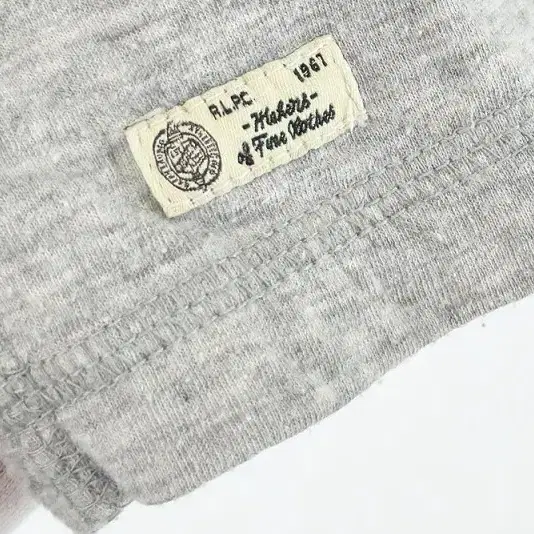 R.L.P.C. 1967
-Makers-
of Fine Clothes